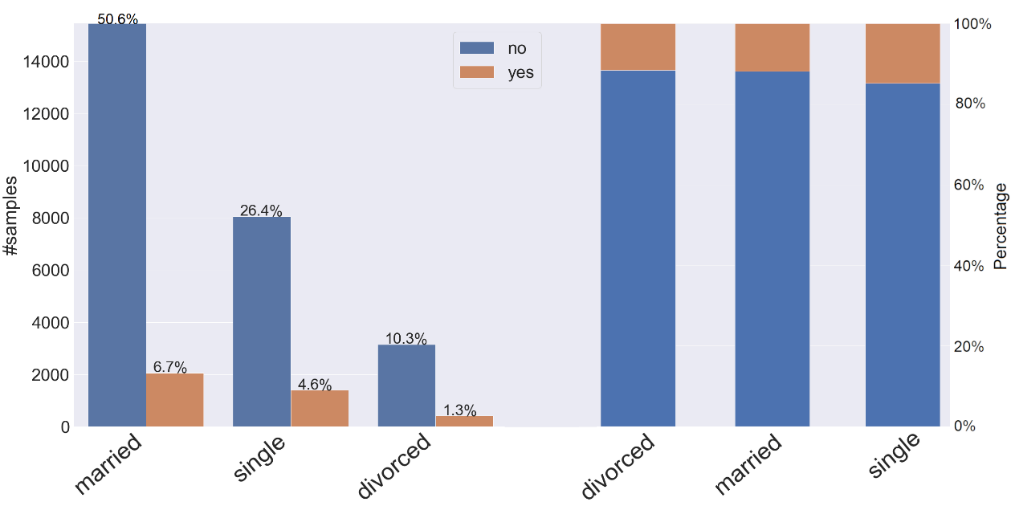 50.6%
100%
no
yes
14000
12000
80%
10000
8000
26.4%
60%
#samples
Percentage
6000
40%
4000
10.3%
20%
2000
6.7%
4.6%
1.3%
0
0%
married
single
divorced
divorced
married
single